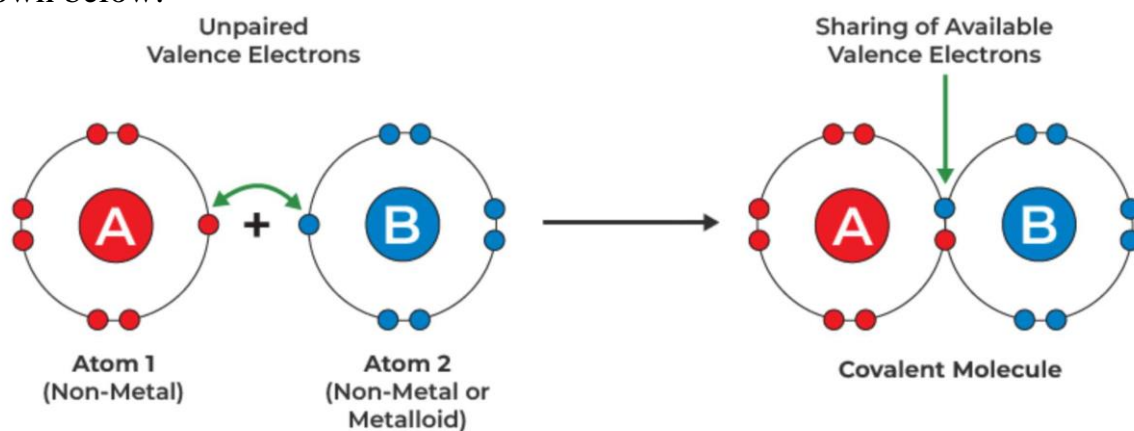 Unpaired
Valence Electrons
Sharing of Available
Valence Electrons
A
+
B
A
B
Atom 1
(Non-Metal)
Atom 2
(Non-Metal or
Metalloid)
Covalent Molecule